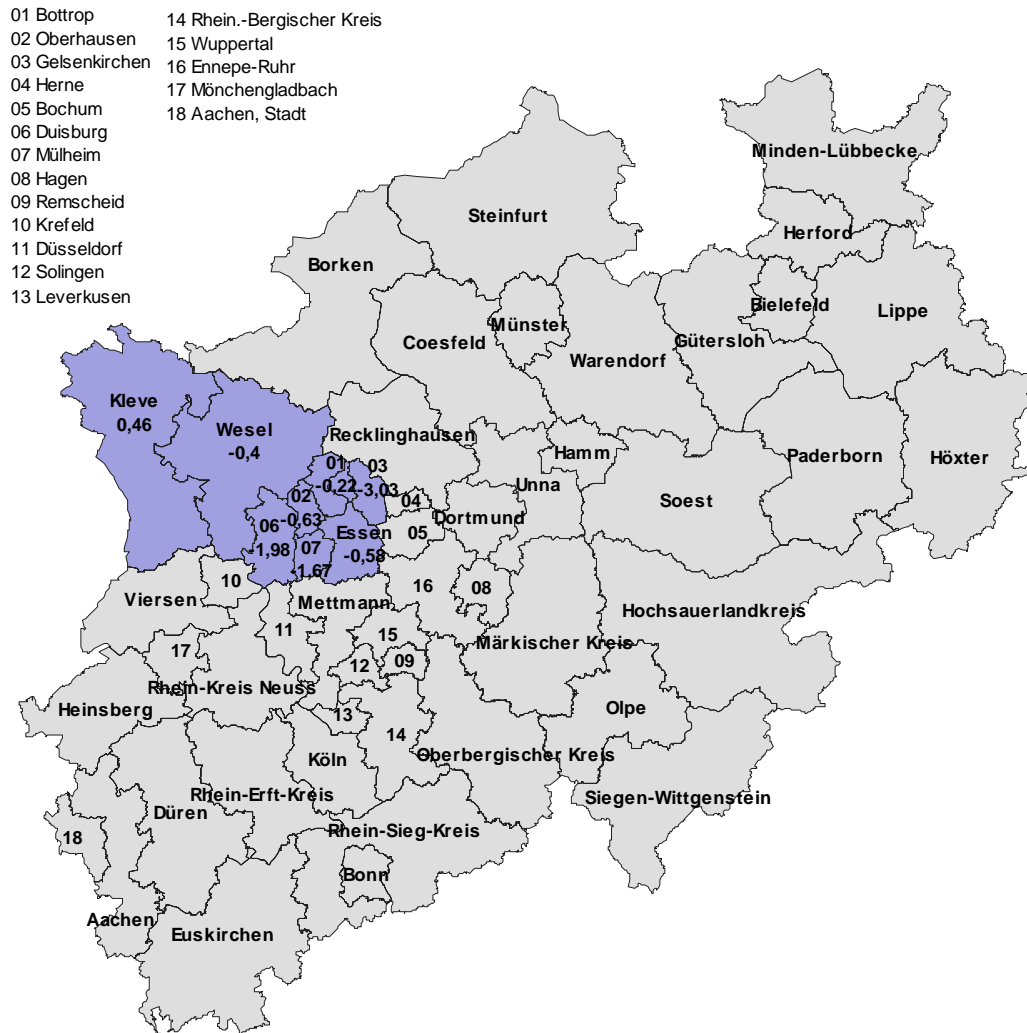 01 Bottrop
02 Oberhausen
03 Gelsenkirchen
04 Herne
05 Bochum
06 Duisburg
07 Mülheim
08 Hagen
09 Remscheid
10 Krefeld
11 Düsseldorf
12 Solingen
13 Leverkusen
14 Rhein.-Bergischer Kreis
15 Wuppertal
16 Ennepe-Ruhr
17 Mönchengladbach
18 Aachen, Stadt
Minden-Lübbecke
Steinfurt
Herford
Borken
Bielefeld
Lippe
Münster
Coesfeld
Gütersloh
Warendorf
Kleve
0,46
Wesel
-0,4
Recklinghausen
Hamm
Paderborn
Höxter
01
-0,22
03
-3,03
Unna
Soest
02
-0,63
04
Dortmund
06
-1,98
Essen
-0,58
05
07
-1,67
10
Viersen
Mettmann
16
08
Hochsauerlandkreis
11
15
Märkischer Kreis
17
12
09
Rhein-Kreis Neuss
Heinsberg
Olpe
13
14
Köln
Oberbergischer Kreis
Rhein-Erft-Kreis
Siegen-Wittgenstein
Düren
Rhein-Sieg-Kreis
18
Bonn
Aachen
Euskirchen